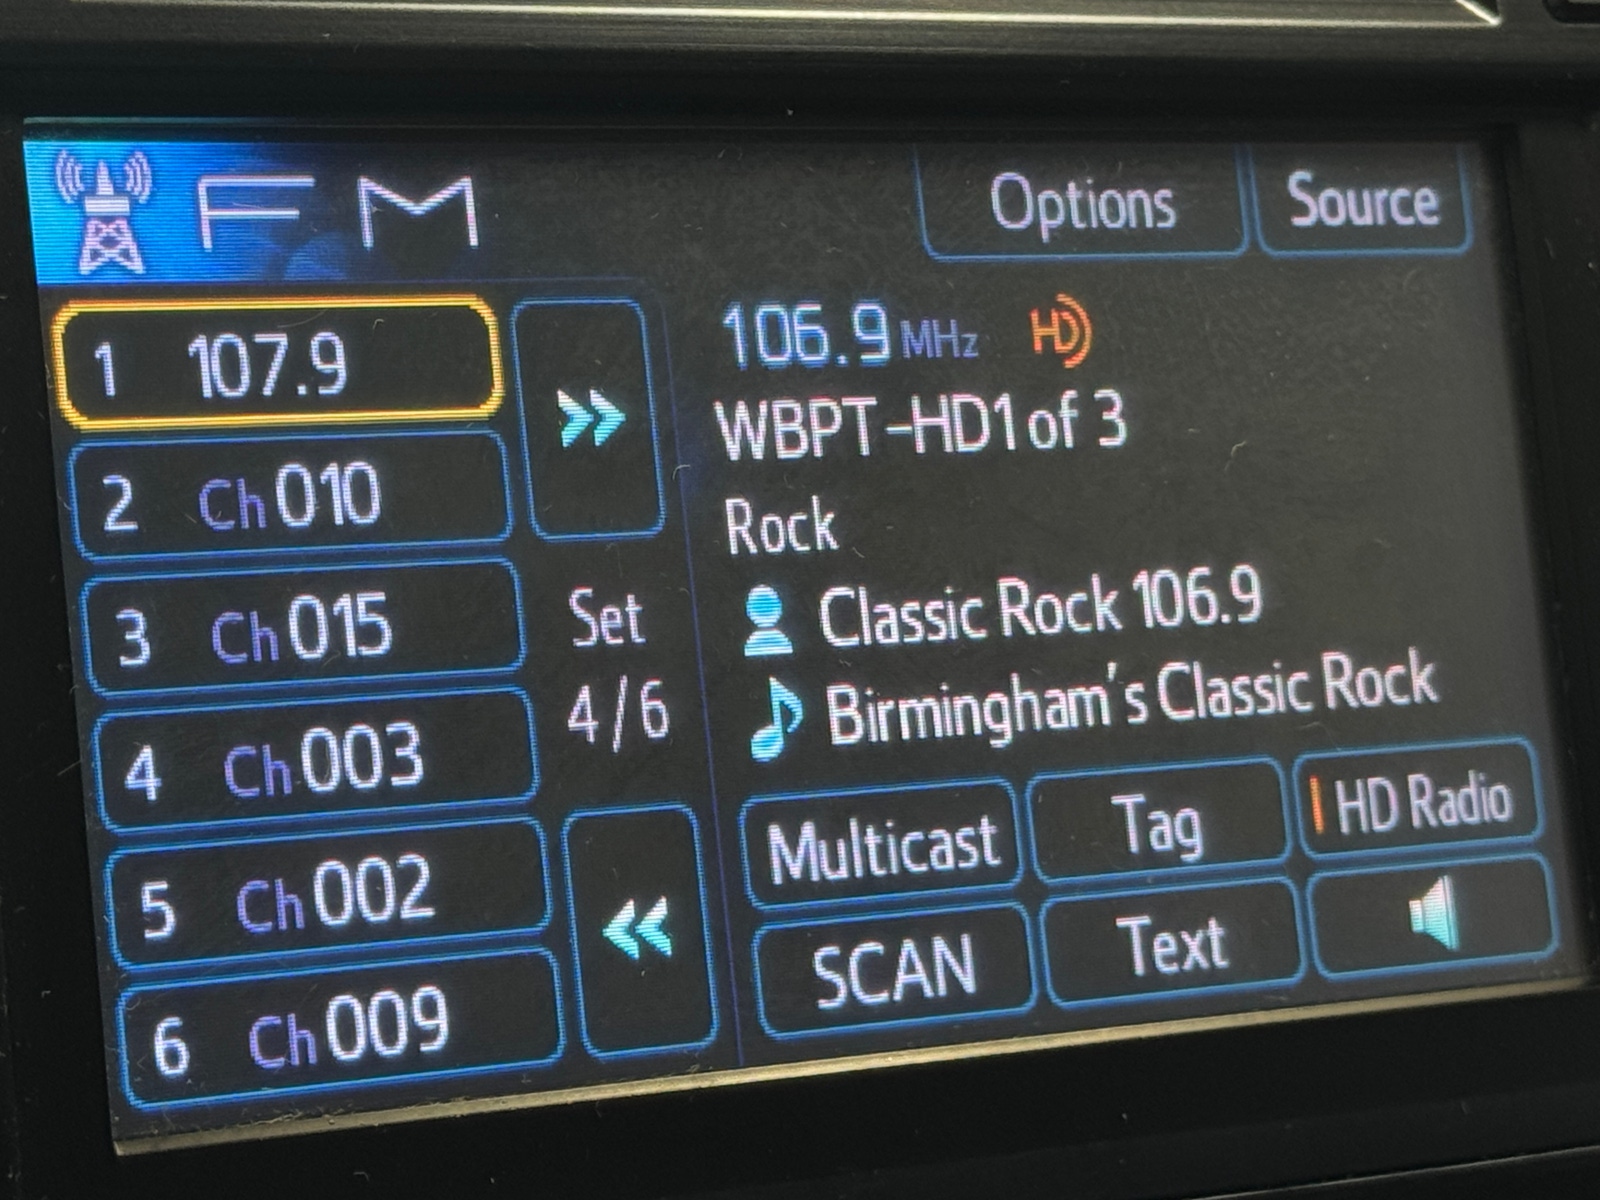 FM
Options
Source
1 107.9
2 Ch 010
3 Ch 015
4 Ch 003
5 Ch 002
6 Ch 009
Set
4/6
106.9 MHz HD
WBPT-HD1 of 3
Rock
Classic Rock 106.9
Birmingham's Classic Rock
Multicast
Tag
HD Radio
SCAN
Text